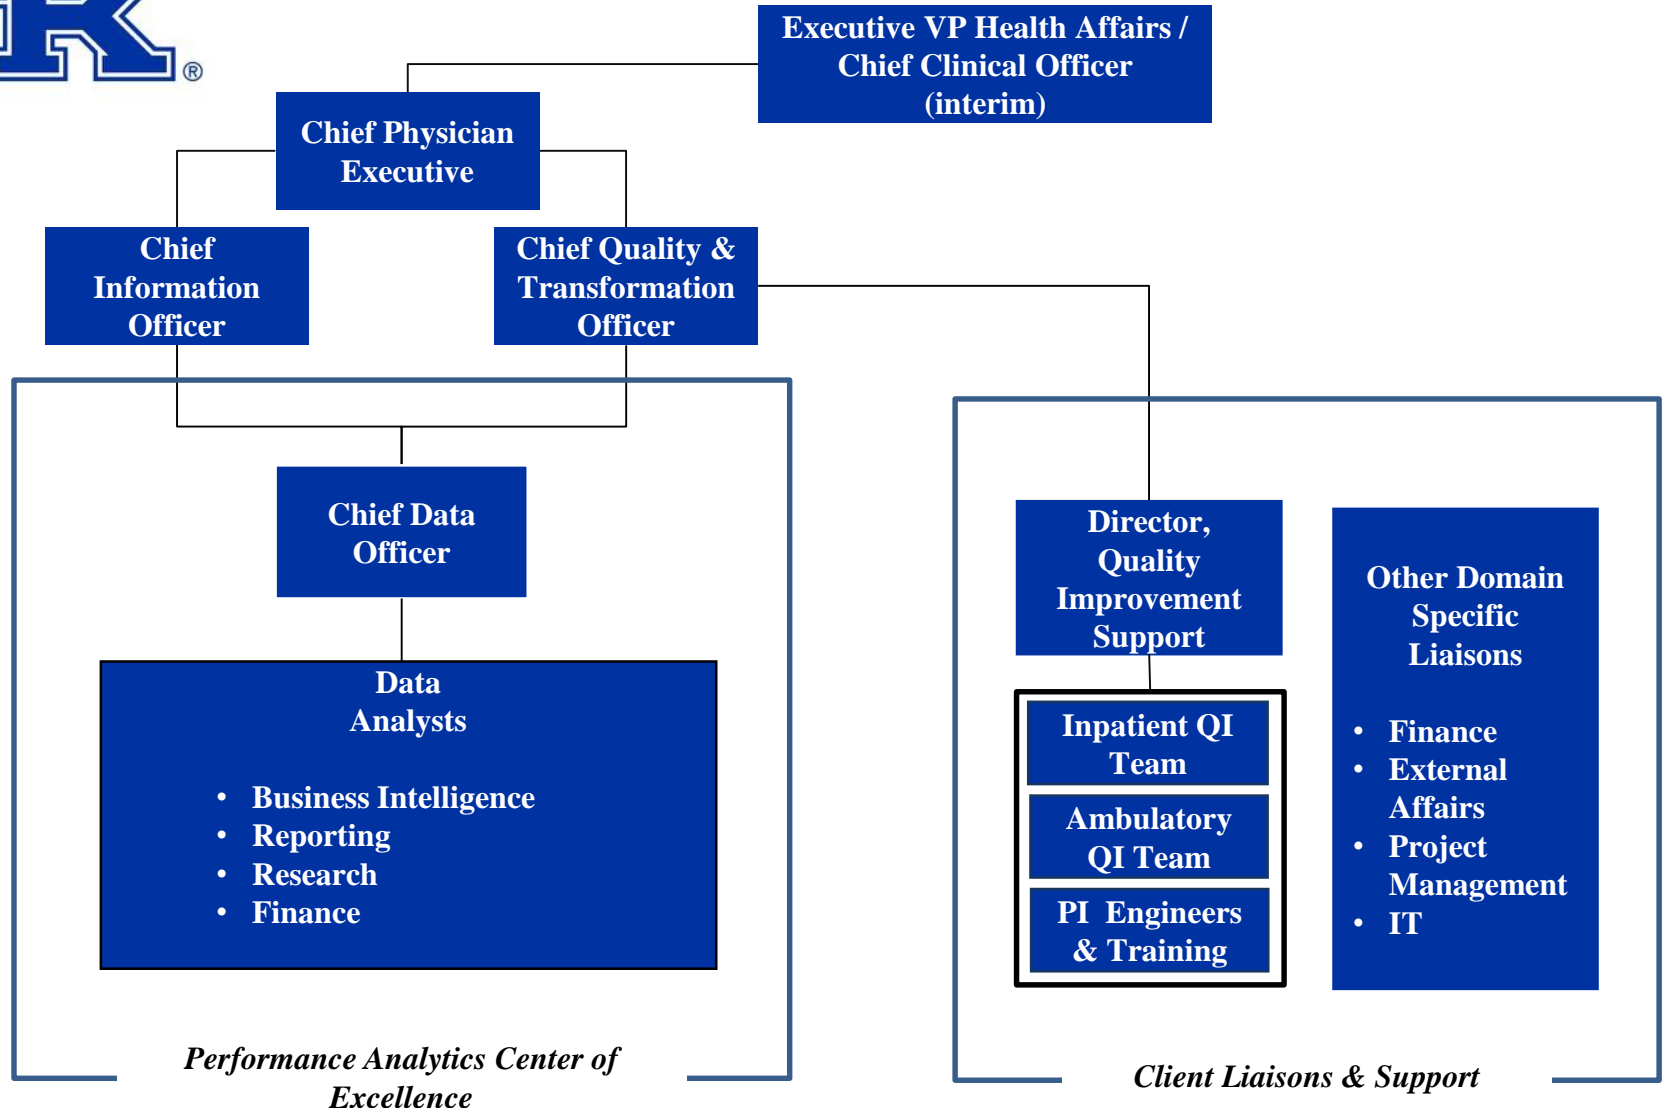 ®
Executive VP Health Affairs /
Chief Clinical Officer
(interim)
Chief Physician
Executive
Chief
Information
Officer
Chief Quality &
Transformation
Officer
Chief Data
Officer
Data
Analysts
• Business Intelligence
• Reporting
• Research
• Finance
Performance Analytics Center of
Excellence
Director,
Quality
Improvement
Support
Inpatient QI
Team
Ambulatory
QI Team
PI Engineers
& Training
Other Domain
Specific
Liaisons
• Finance
• External
Affairs
• Project
Management
• IT
Client Liaisons & Support